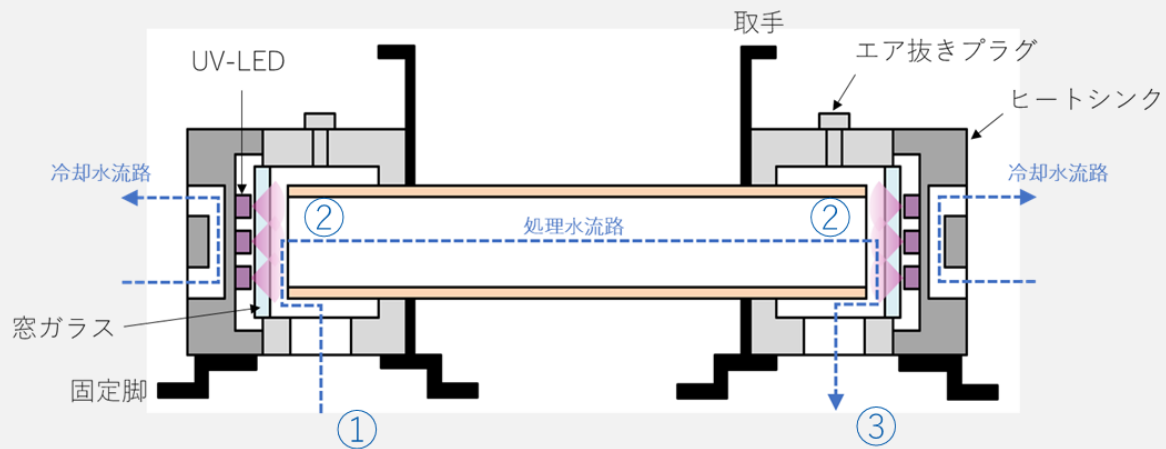 取手
UV-LED
エア抜きプラグ
ヒートシンク
冷却水流路
冷却水流路
②
②
処理水流路
窓ガラス
固定脚
①
③